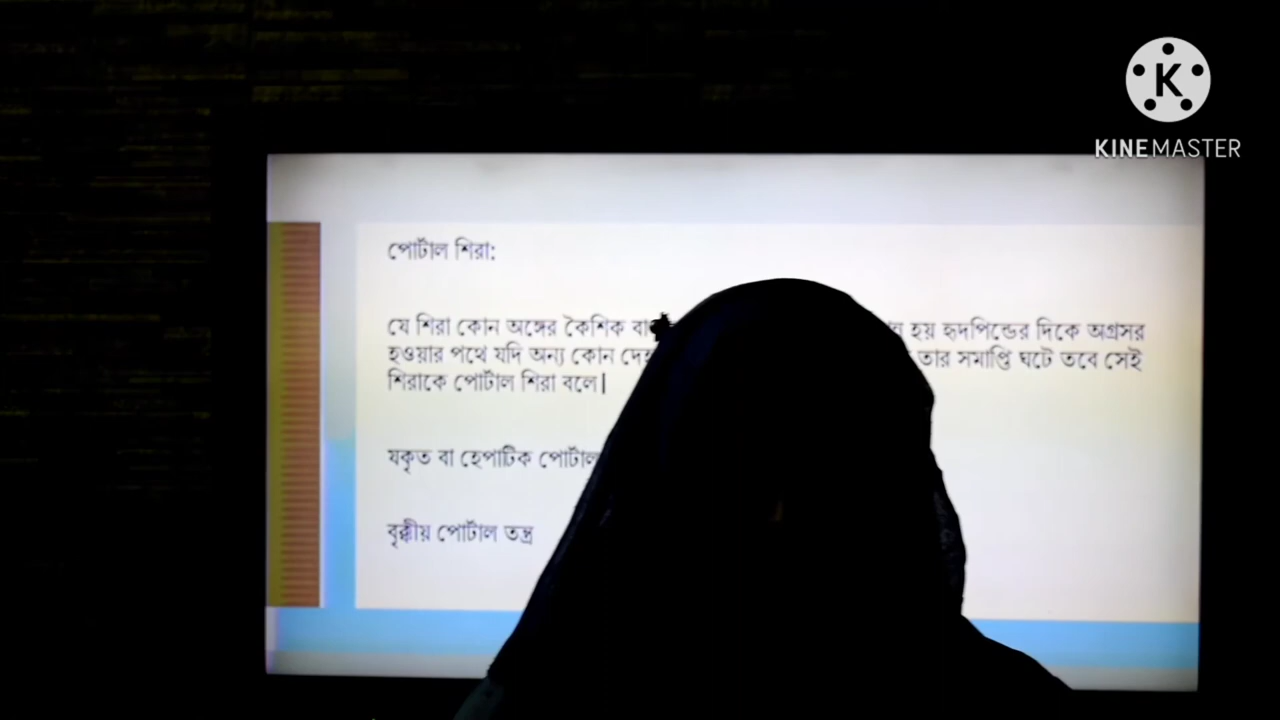 KINEMASTER
পোর্টাল শিরা:
যে শিরা কোন অঙ্গের কৈশিক হয় হৃদপিন্ডের দিকে অগ্রসর
হওয়ার পথে যদি অন্য কোন তার সমাপ্তি ঘটে তবে সেই
শিরাকে পোর্টাল শিরা বলে|
যকৃত বা হেপাটিক পোর্টাল
বৃক্কীয় পোর্টাল তন্ত্র